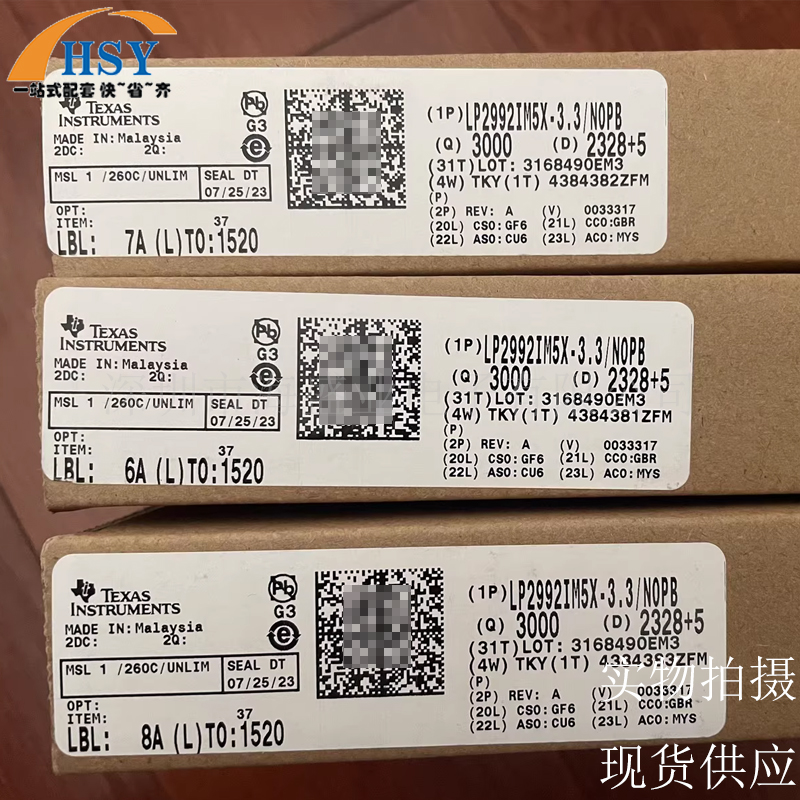 HSY
一站式配套 快~省~齐
TEXAS
INSTRUMENTS
MADE IN: Malaysia
2DC: 2Q:
MSL 1 /260C/UNLIM
SEAL DT
07/25/23
OPT:
ITEM: 37
LBL: 7A (L)TO:1520
Pb
G3
e
(1P)LP2992IM5X-3.3/NOPB
(Q) 3000 (D) 2328+5
(31T)LOT: 3168490EM3
(4W) TKY(1T) 4384382ZFM
(P)
(2P) REV: A (V) 0033317
(20L) CSO:GF6 (21L) CCO:GBR
(22L) ASO:CU6 (23L) ACO:MYS
TEXAS
INSTRUMENTS
MADE IN: Malaysia
2DC: 2Q:
MSL 1 /260C/UNLIM
SEAL DT
07/25/23
OPT:
ITEM: 37
LBL: 6A (L)TO:1520
Pb
G3
e
(1P)LP2992IM5X-3.3/NOPB
(Q) 3000 (D) 2328+5
(31T)LOT: 3168490EM3
(4W) TKY(1T) 4384381ZFM
(P)
(2P) REV: A (V) 0033317
(20L) CSO:GF6 (21L) CCO:GBR
(22L) ASO:CU6 (23L) ACO:MYS
TEXAS
INSTRUMENTS
MADE IN: Malaysia
2DC: 2Q:
MSL 1 /260C/UNLIM
SEAL DT
07/25/23
OPT:
ITEM: 37
LBL: 8A (L)TO:1520
Pb
G3
e
(1P)LP2992IM5X-3.3/NOPB
(Q) 3000 (D) 2328+5
(31T)LOT: 3168490EM3
(4W) TKY(1T)
(P)
(2P) REV: A (V) 0033317
(20L) CSO:GF6 (21L) CCO:GBR
(22L) ASO:CU6 (23L) ACO:MYS
实物拍摄
现货供应